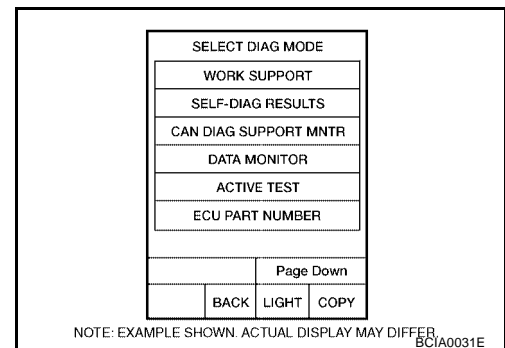 SELECT DIAG MODE
WORK SUPPORT
SELF-DIAG RESULTS
CAN DIAG SUPPORT MNTR
DATA MONITOR
ACTIVE TEST
ECU PART NUMBER
Page Down
BACK LIGHT COPY
NOTE: EXAMPLE SHOWN. ACTUAL DISPLAY MAY DIFFER.
BCIA0031E